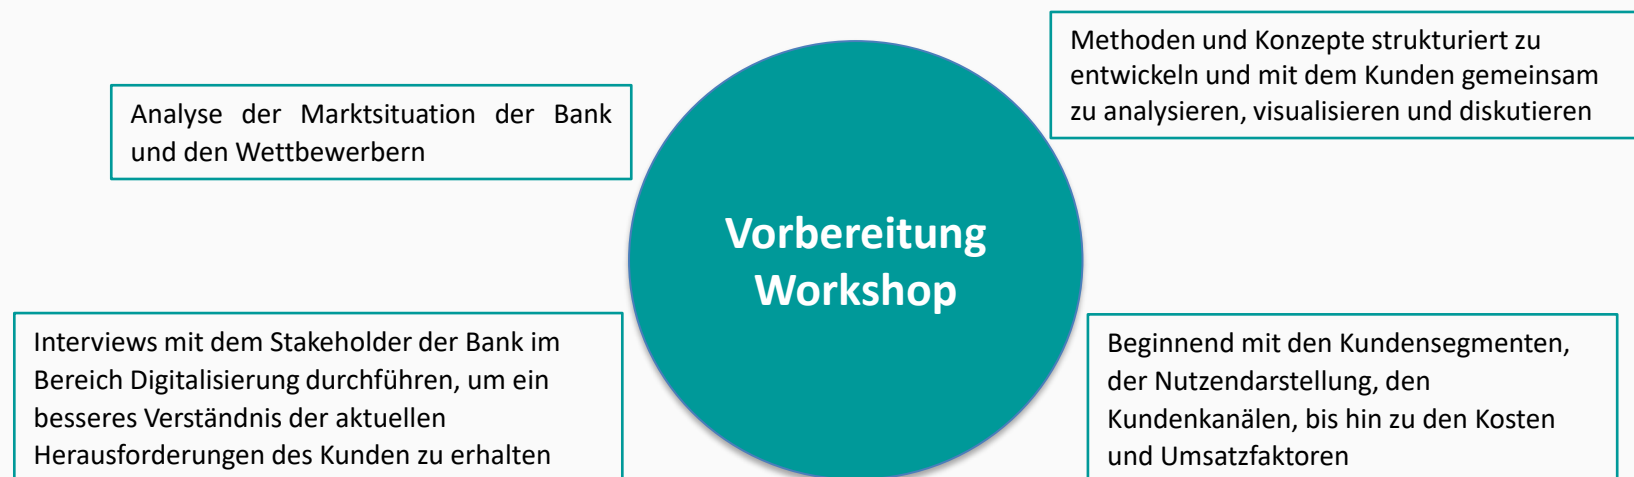 Analyse der Marktsituation der Bank
und den Wettbewerbern
Methoden und Konzepte strukturiert zu
entwickeln und mit dem Kunden gemeinsam
zu analysieren, visualisieren und diskutieren
Vorbereitung
Workshop
Interviews mit dem Stakeholder der Bank im
Bereich Digitalisierung durchführen, um ein
besseres Verständnis der aktuellen
Herausforderungen des Kunden zu erhalten
Beginnend mit den Kundensegmenten,
der Nutzendarstellung, den
Kundenkanälen, bis hin zu den Kosten
und Umsatzfaktoren